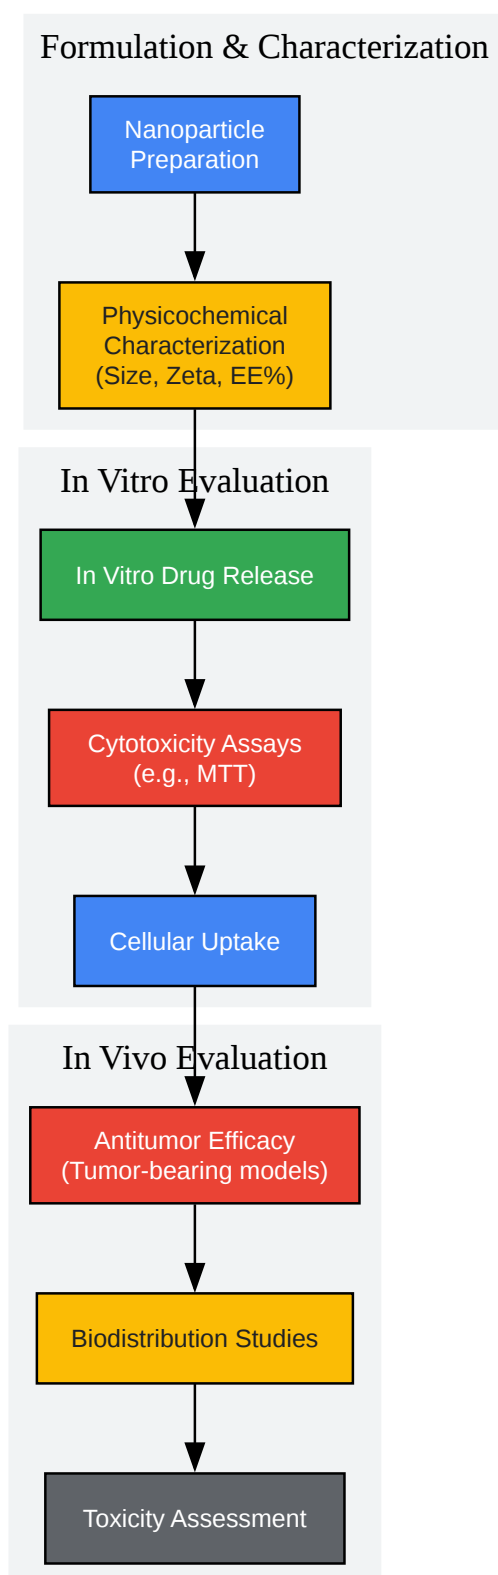 Formulation & Characterization
Nanoparticle
Preparation
Physicochemical
Characterization
(Size, Zeta, EE%)
In Vitro Evaluation
In Vitro Drug Release
Cytotoxicity Assays
(e.g., MTT)
Cellular Uptake
In Vivo Evaluation
Antitumor Efficacy
(Tumor-bearing models)
Biodistribution Studies
Toxicity Assessment